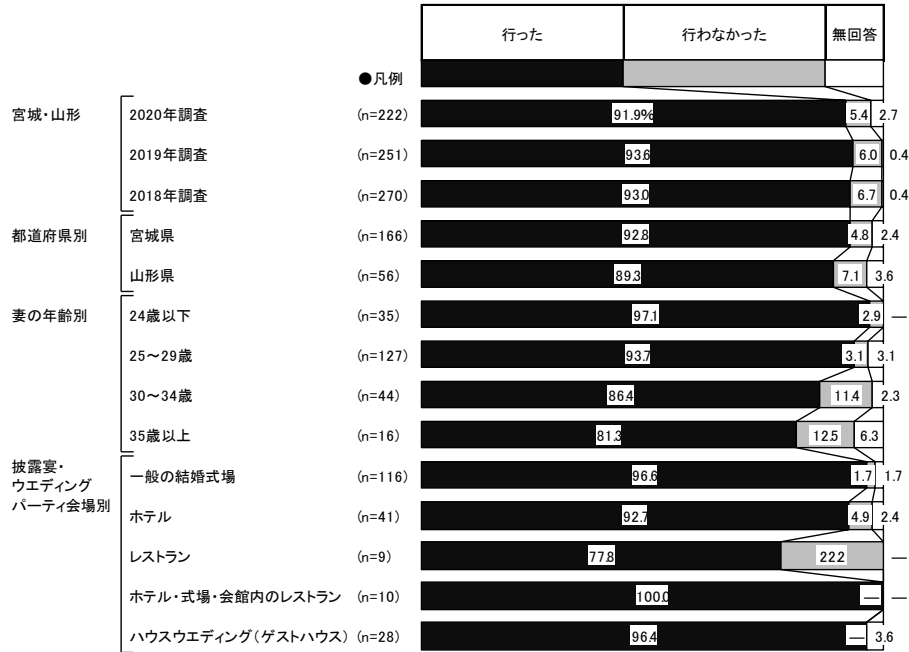 行った 行わなかった 無回答
●凡例
宮城・山形 2020年調査 (n=222) 91.9% 5.4 2.7
2019年調査 (n=251) 93.6 6.0 0.4
2018年調査 (n=270) 93.0 6.7 0.4
都道府県別 宮城県 (n=166) 92.8 4.8 2.4
山形県 (n=56) 89.3 7.1 3.6
妻の年齢別 24歳以下 (n=35) 97.1 2.9 ―
25～29歳 (n=127) 93.7 3.1 3.1
30～34歳 (n=44) 86.4 11.4 2.3
35歳以上 (n=16) 81.3 12.5 6.3
披露宴・
ウエディング
パーティ会場別
一般の結婚式場 (n=116) 96.6 1.7 1.7
ホテル (n=41) 92.7 4.9 2.4
レストラン (n=9) 77.8 22.2 ―
ホテル・式場・会館内のレストラン (n=10) 100.0 ― ―
ハウスウエディング(ゲストハウス) (n=28) 96.4 ― 3.6